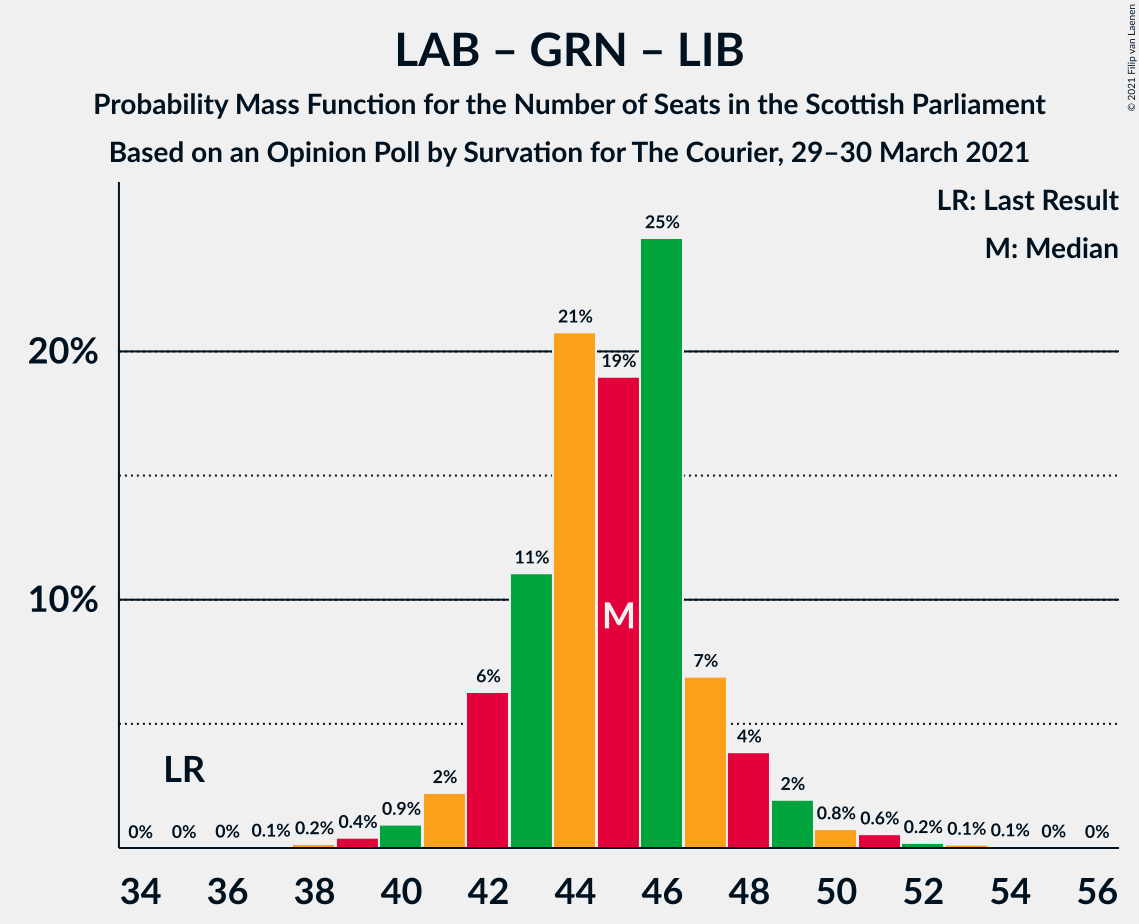 LAB – GRN – LIB
Probability Mass Function for the Number of Seats in the Scottish Parliament
Based on an Opinion Poll by Survation for The Courier, 29–30 March 2021
© 2021 Filip van Laenen
LR: Last Result
M: Median
25%
21%
20%
19%
11%
10%
M
7%
6%
4%
LR
2%
2%
0% 0% 0% 0.1% 0.2% 0.4% 0.9% 0.8% 0.6% 0.2% 0.1% 0.1% 0% 0%
34 36 38 40 42 44 46 48 50 52 54 56